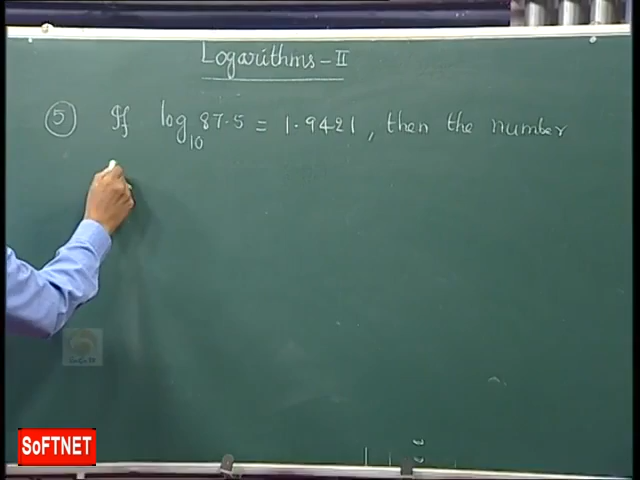 Logarithms - II
(5) If log₁₀ 87.5 = 1.9421, then the number
SoFTNET